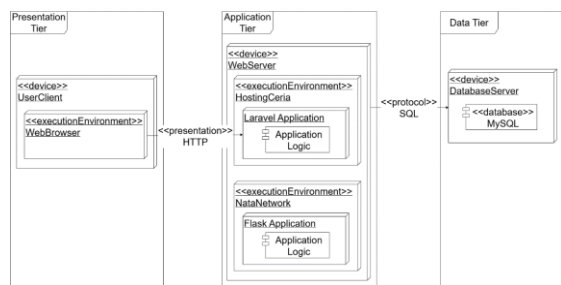 Presentation
Tier
<<device>>
UserClient
<<executionEnvironment>>
WebBrowser
<<presentation>>
HTTP
Application
Tier
<<device>>
WebServer
<<executionEnvironment>>
HostingCeria
Laravel Application
Application
Logic
<<executionEnvironment>>
NataNetwork
Flask Application
Application
Logic
<<protocol>>
SQL
Data Tier
<<device>>
DatabaseServer
<<database>>
MySQL